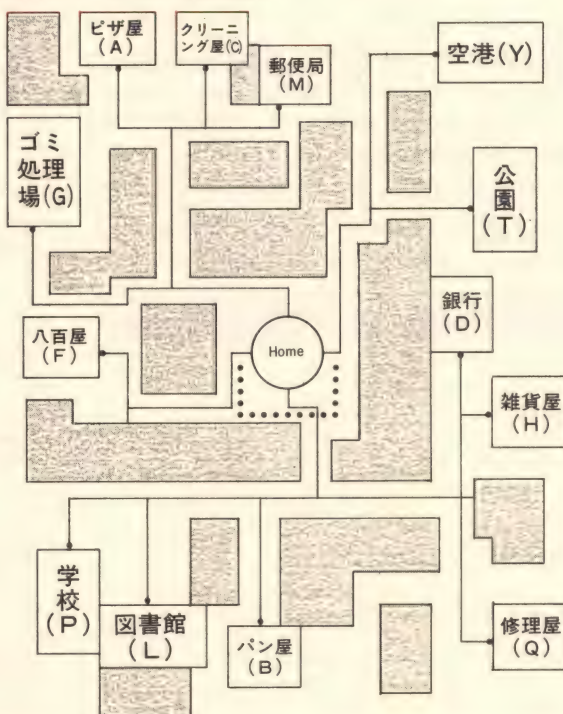 ピザ屋
(A)
クリーニ
ング屋(C)
郵便局
(M)
空港(Y)
ゴミ
処理
場(G)
公
園
(T)
銀行
(D)
八百屋
(F)
Home
雑貨屋
(H)
学
校
(P)
図書館
(L)
パン屋
(B)
修理屋
(Q)